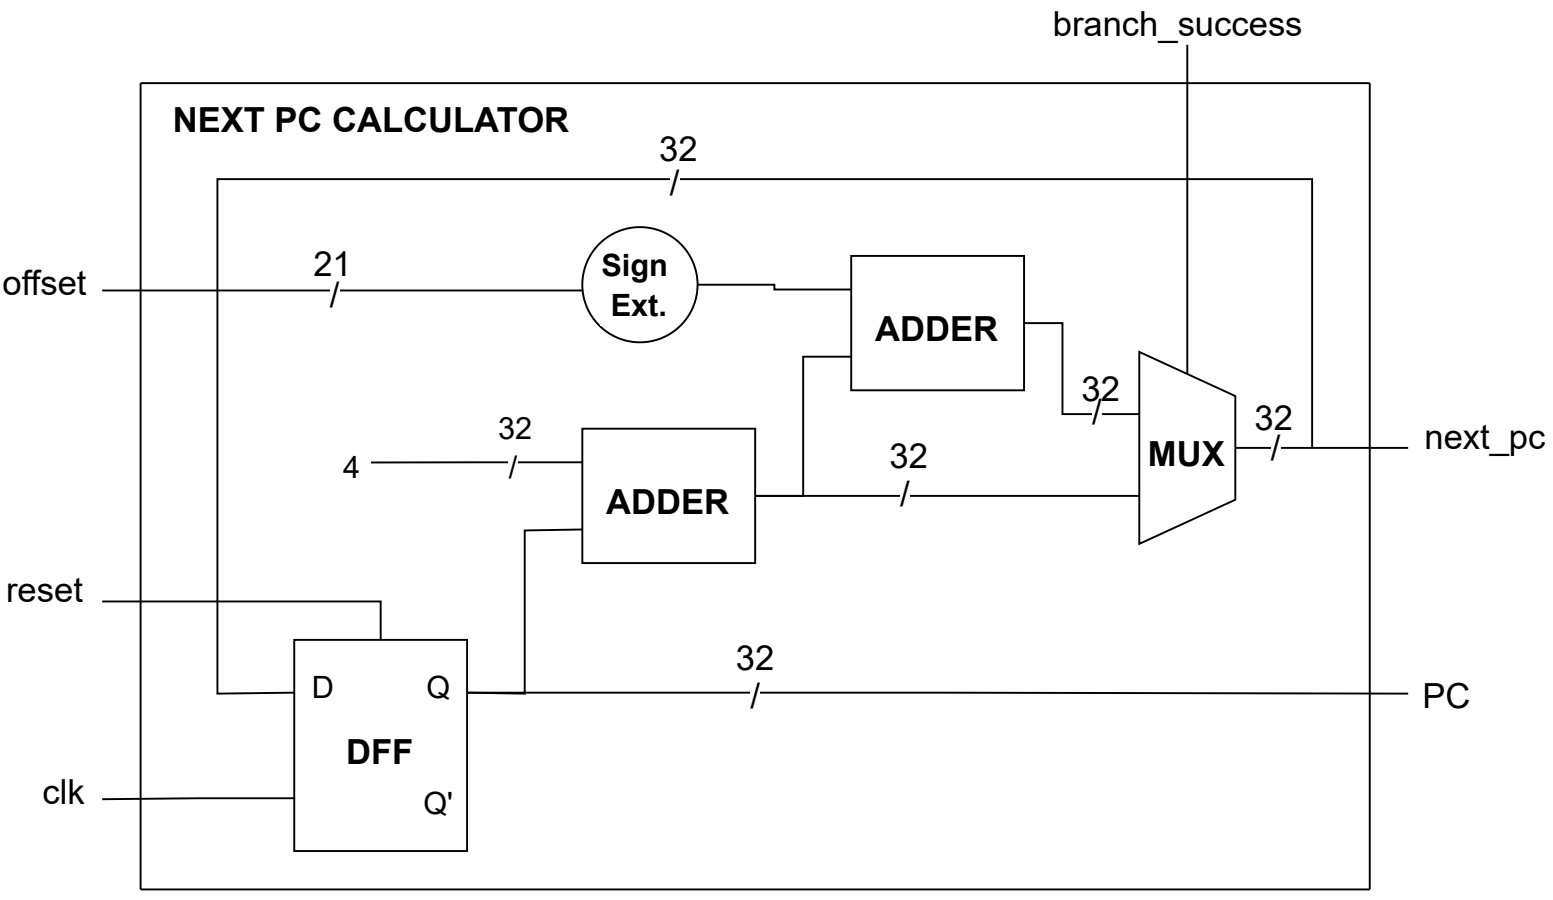 branch_success
NEXT PC CALCULATOR
32
21
offset
Sign
Ext.
ADDER
32
32
32
4
32
MUX
next_pc
ADDER
reset
32
D
Q
PC
DFF
clk
Q'